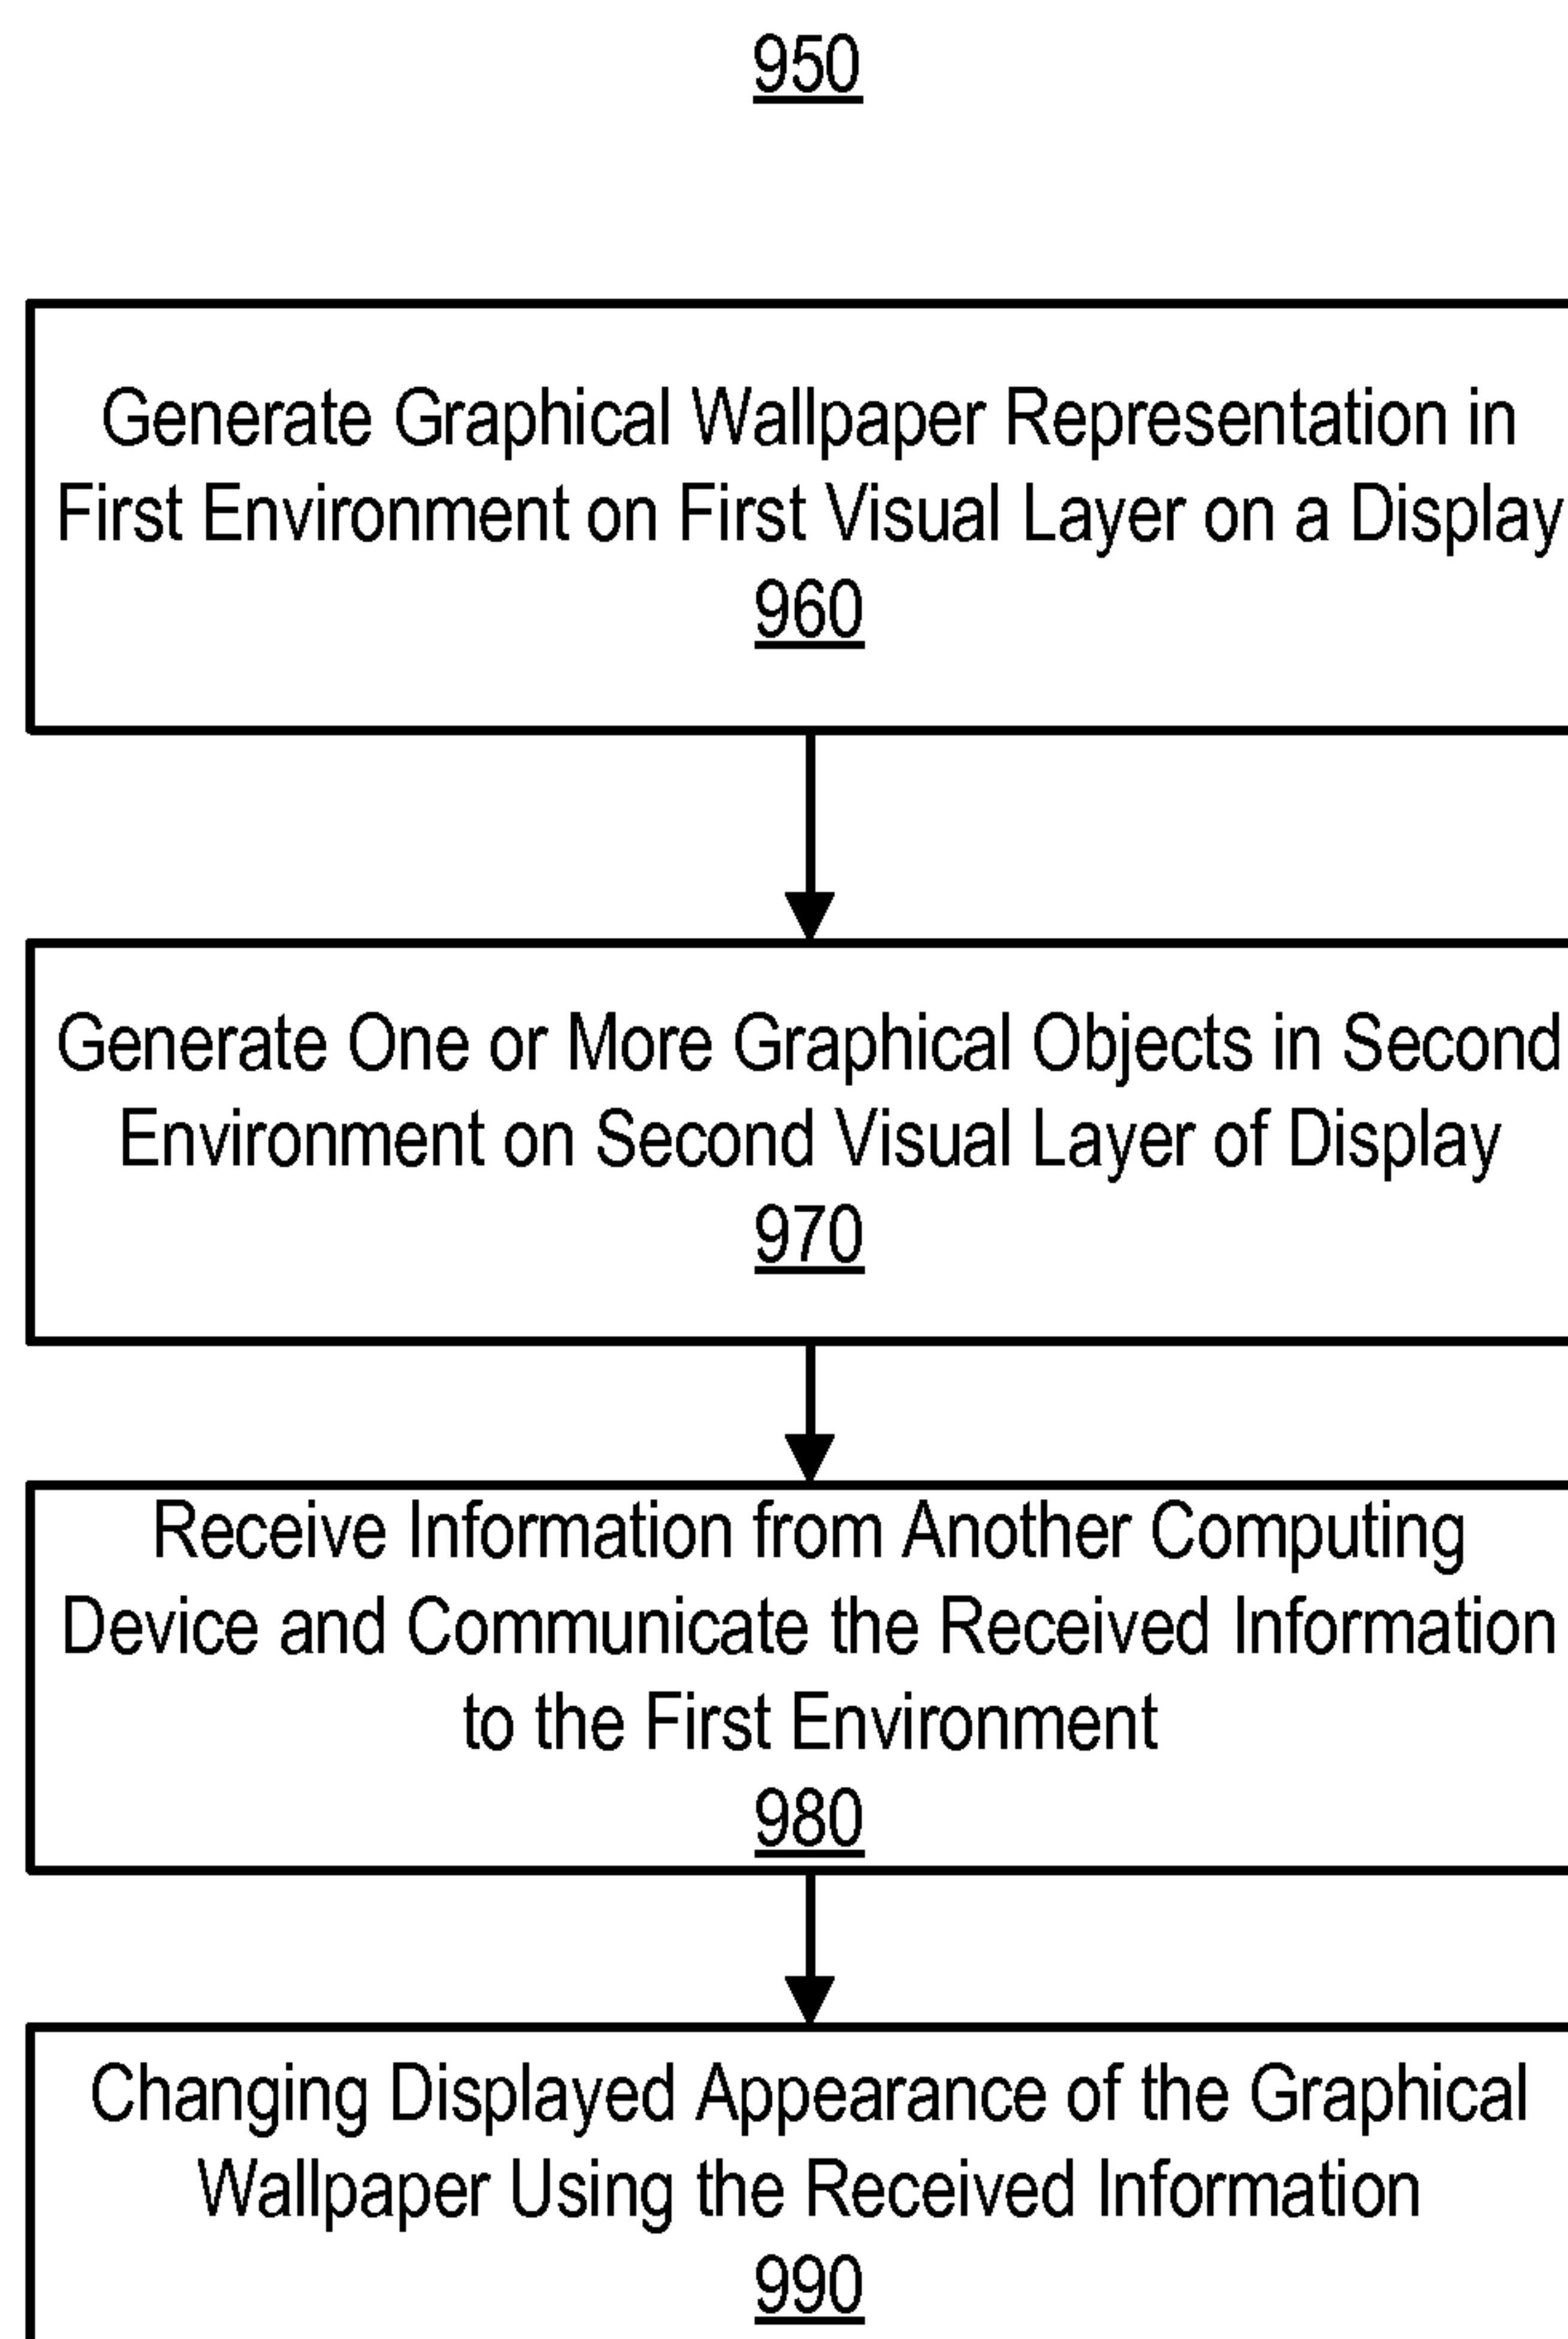 950
Generate Graphical Wallpaper Representation in
First Environment on First Visual Layer on a Display
960
Generate One or More Graphical Objects in Second
Environment on Second Visual Layer of Display
970
Receive Information from Another Computing
Device and Communicate the Received Information
to the First Environment
980
Changing Displayed Appearance of the Graphical
Wallpaper Using the Received Information
990